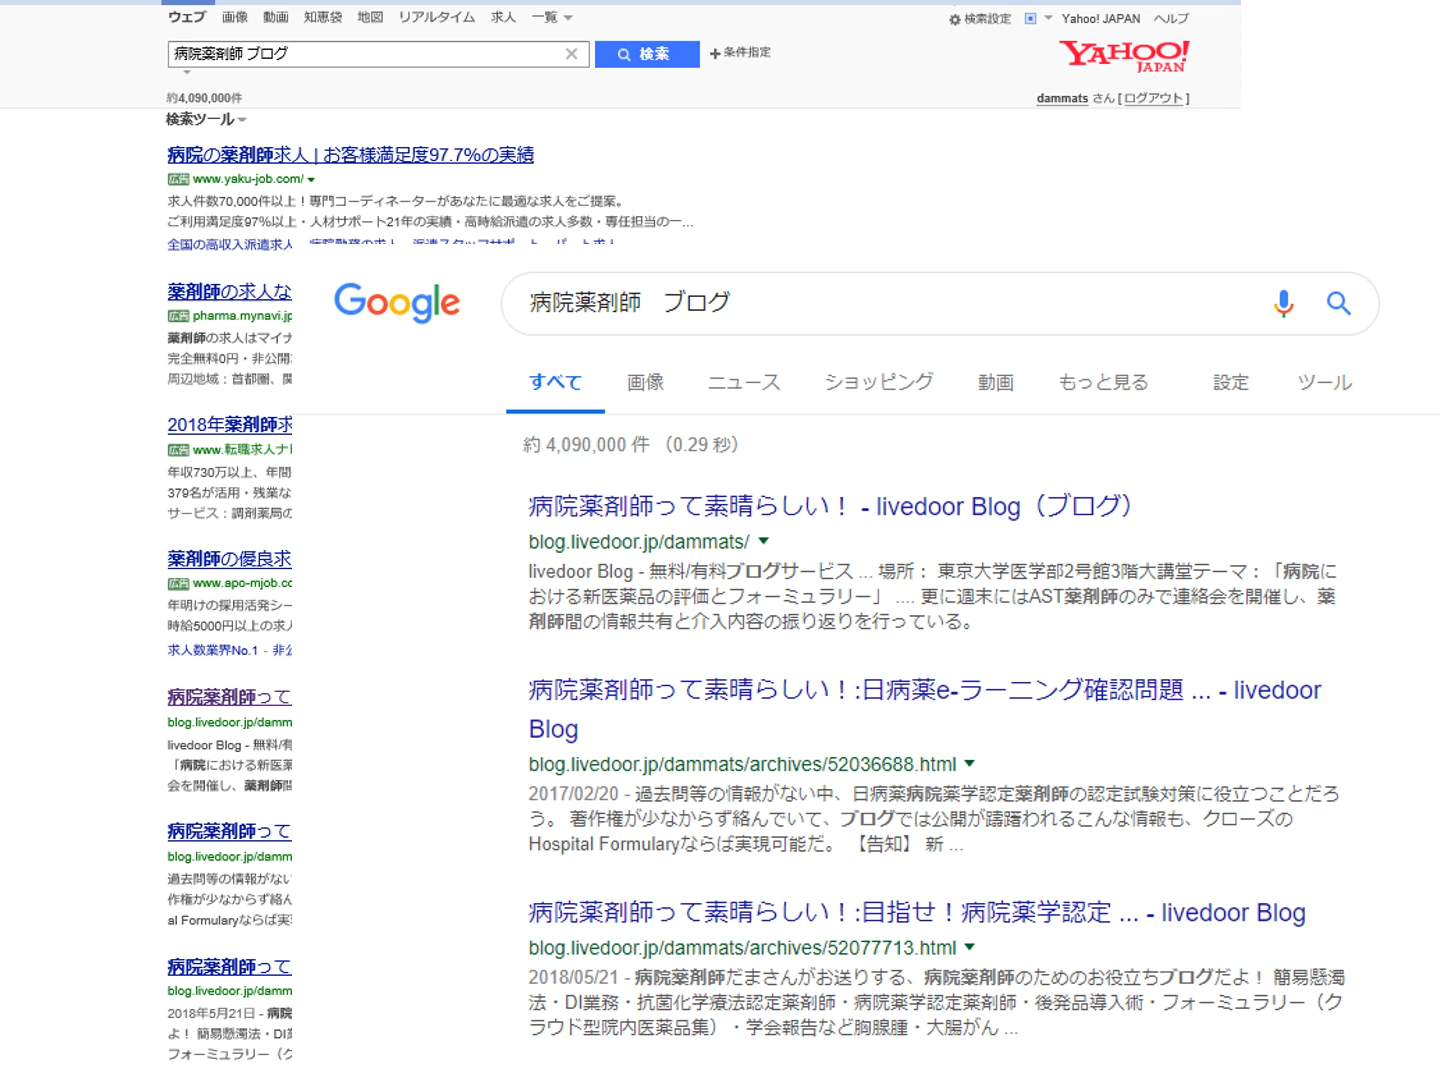 ウェブ 画像 動画 知恵袋 地図 リアルタイム 求人 一覧
検索設定 Yahoo! JAPAN ヘルプ
病院薬剤師 ブログ
検索
条件指定
YAHOO! JAPAN
約4,090,000件
dammats さん [ ログアウト ]
検索ツール
病院の薬剤師求人 | お客様満足度97.7%の実績
広告 www.yaku-job.com/
求人件数70,000件以上！専門コーディネーターがあなたに最適な求人をご提案。
ご利用満足度97%以上・人材サポート21年の実績・高時給派遣の求人多数・専任担当の一...
全国の高収入派遣求人
薬剤師の求人な
広告 pharma.mynavi.jp
薬剤師の求人はマイナ
完全無料0円・非公開
周辺地域：首都圏、関
2018年薬剤師求
広告 www.転職求人ナ
年収730万以上、年間
379名が活用・残業な
サービス：調剤薬局の
薬剤師の優良求
広告 www.apo-mjob.co
年明けの採用活発シー
時給5000円以上の求人
求人数業界No.1 - 非公
病院薬剤師って
blog.livedoor.jp/damm
livedoor Blog - 無料/有
「病院における新医薬
会を開催し、薬剤師間
病院薬剤師って
blog.livedoor.jp/damm
過去問等の情報がない
作権が少なからず絡ん
al Formularyならば実
病院薬剤師って
blog.livedoor.jp/damm
2018年5月21日 - 病院
よ！ 簡易懸濁法・DI業
フォーミュラリー（ク
Google
病院薬剤師　ブログ
すべて 画像 ニュース ショッピング 動画 もっと見る 設定 ツール
約 4,090,000 件 （0.29 秒）
病院薬剤師って素晴らしい！ - livedoor Blog（ブログ）
blog.livedoor.jp/dammats/
livedoor Blog - 無料/有料ブログサービス ... 場所： 東京大学医学部2号館3階大講堂テーマ：「病院に
おける新医薬品の評価とフォーミュラリー」 .... 更に週末にはAST薬剤師のみで連絡会を開催し、薬
剤師間の情報共有と介入内容の振り返りを行っている。
病院薬剤師って素晴らしい！:日病薬e-ラーニング確認問題 ... - livedoor
Blog
blog.livedoor.jp/dammats/archives/52036688.html
2017/02/20 - 過去問等の情報がない中、日病薬病院薬学認定薬剤師の認定試験対策に役立つことだろ
う。 著作権が少なからず絡んでいて、ブログでは公開が躊躇われるこんな情報も、クローズの
Hospital Formularyならば実現可能だ。 【告知】 新 ...
病院薬剤師って素晴らしい！:目指せ！病院薬学認定 ... - livedoor Blog
blog.livedoor.jp/dammats/archives/52077713.html
2018/05/21 - 病院薬剤師だまさんがお送りする、病院薬剤師のためのお役立ちブログだよ！ 簡易懸濁
法・DI業務・抗菌化学療法認定薬剤師・病院薬学認定薬剤師・後発品導入術・フォーミュラリー（ク
ラウド型院内医薬品集）・学会報告など胸腺腫・大腸がん ...